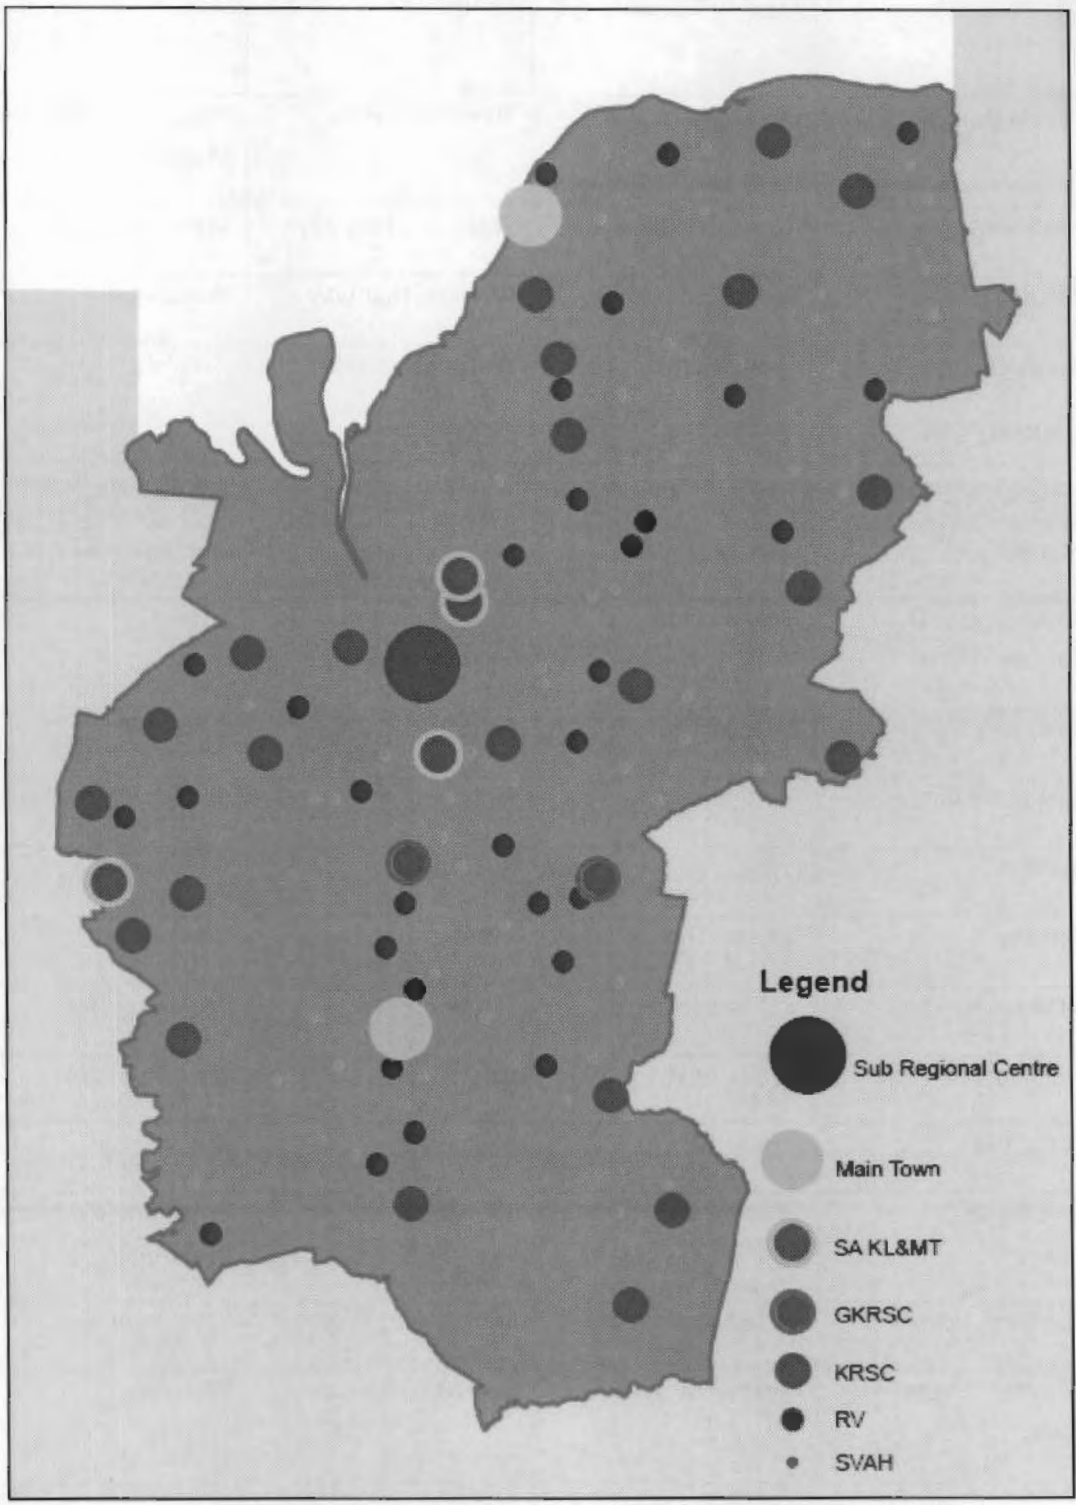 Legend
Sub Regional Centre
Main Town
SA KL&MT
GKRSC
KRSC
RV
SVAH